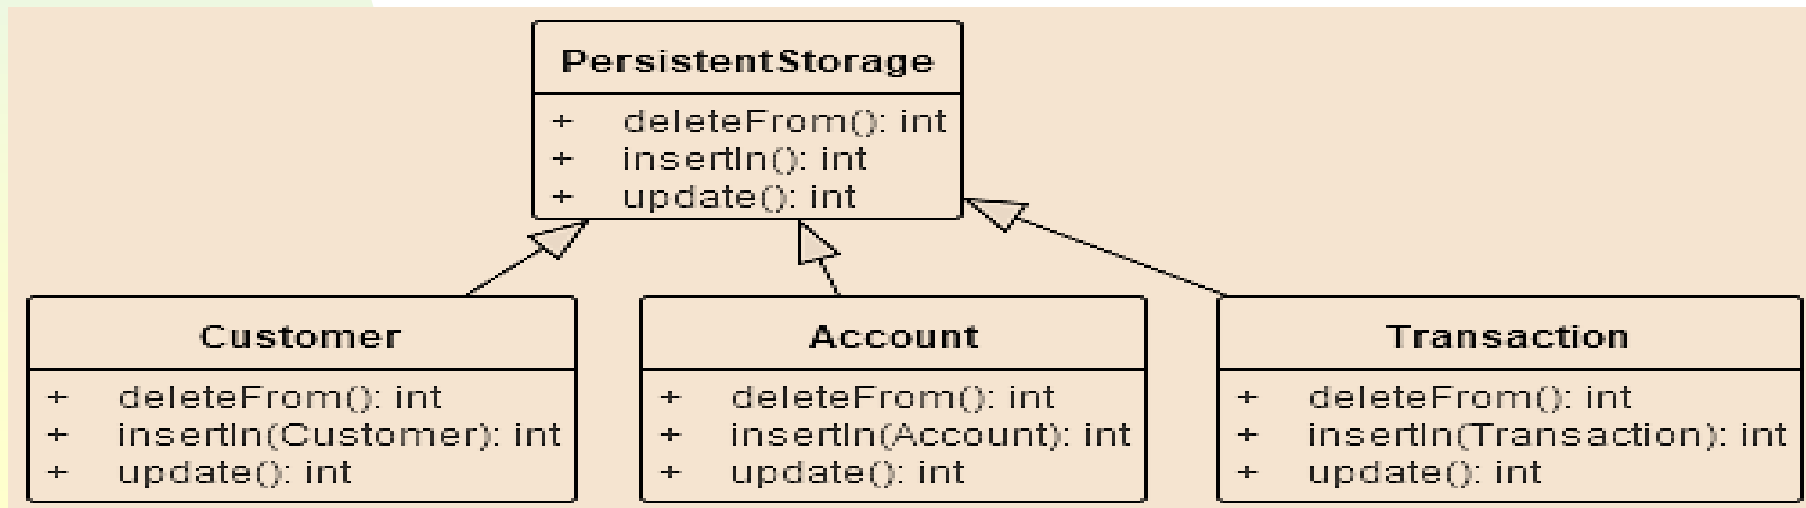 PersistentStorage
+ deleteFrom(): int
+ insertIn(): int
+ update(): int
Customer
+ deleteFrom(): int
+ insertIn(Customer): int
+ update(): int
Account
+ deleteFrom(): int
+ insertIn(Account): int
+ update(): int
Transaction
+ deleteFrom(): int
+ insertIn(Transaction): int
+ update(): int